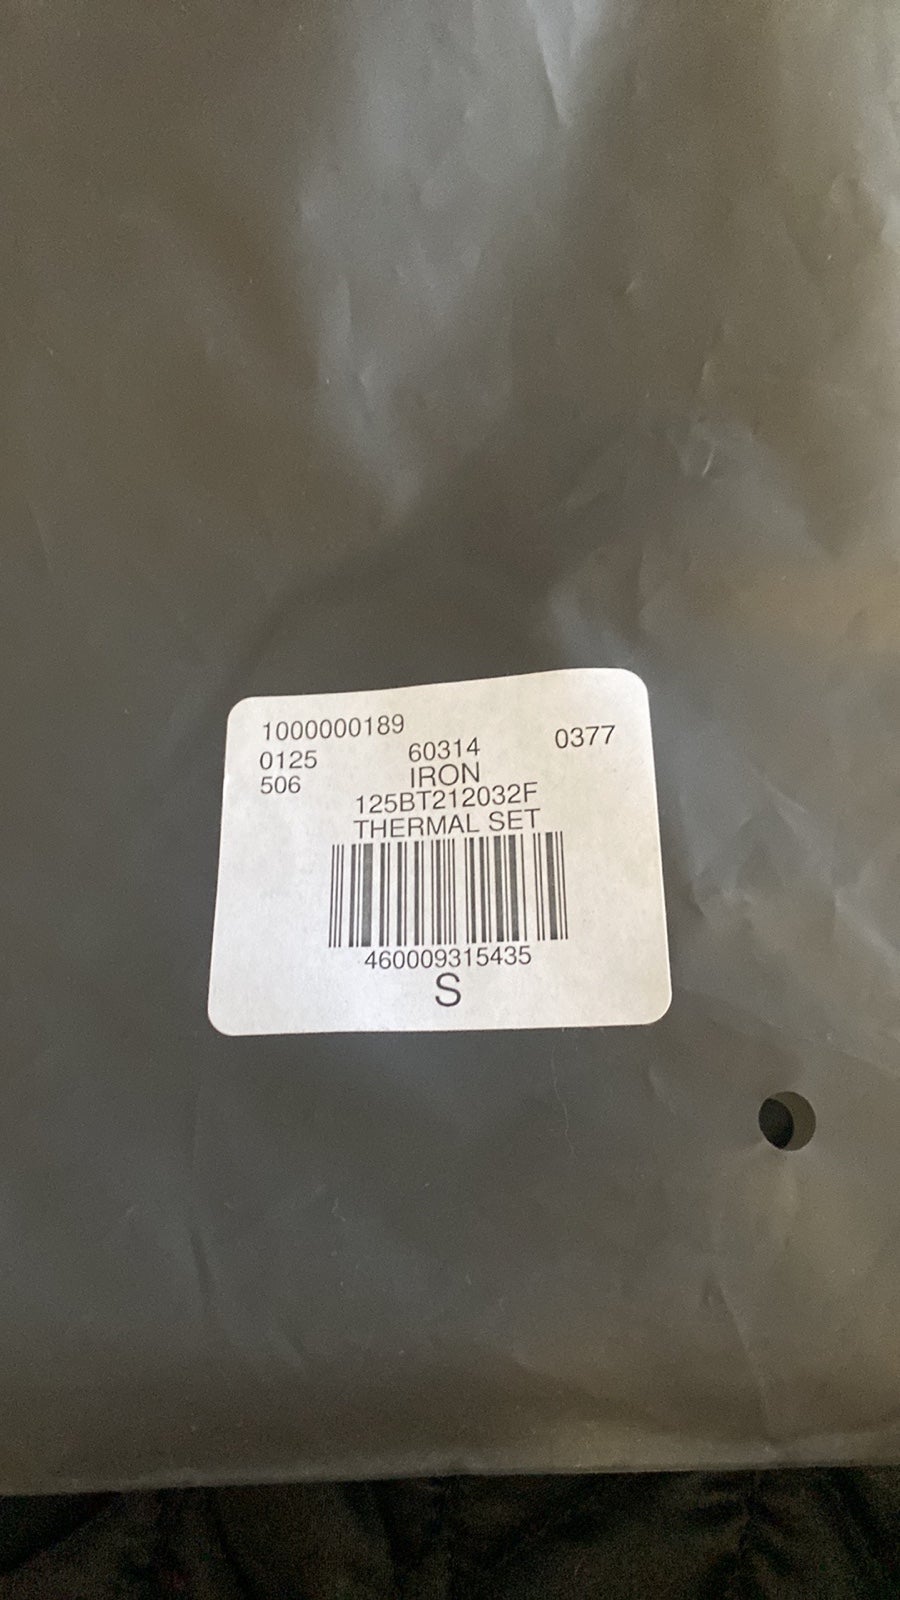 1000000189
0125 60314 0377
506 IRON
125BT212032F
THERMAL SET
460009315435
S